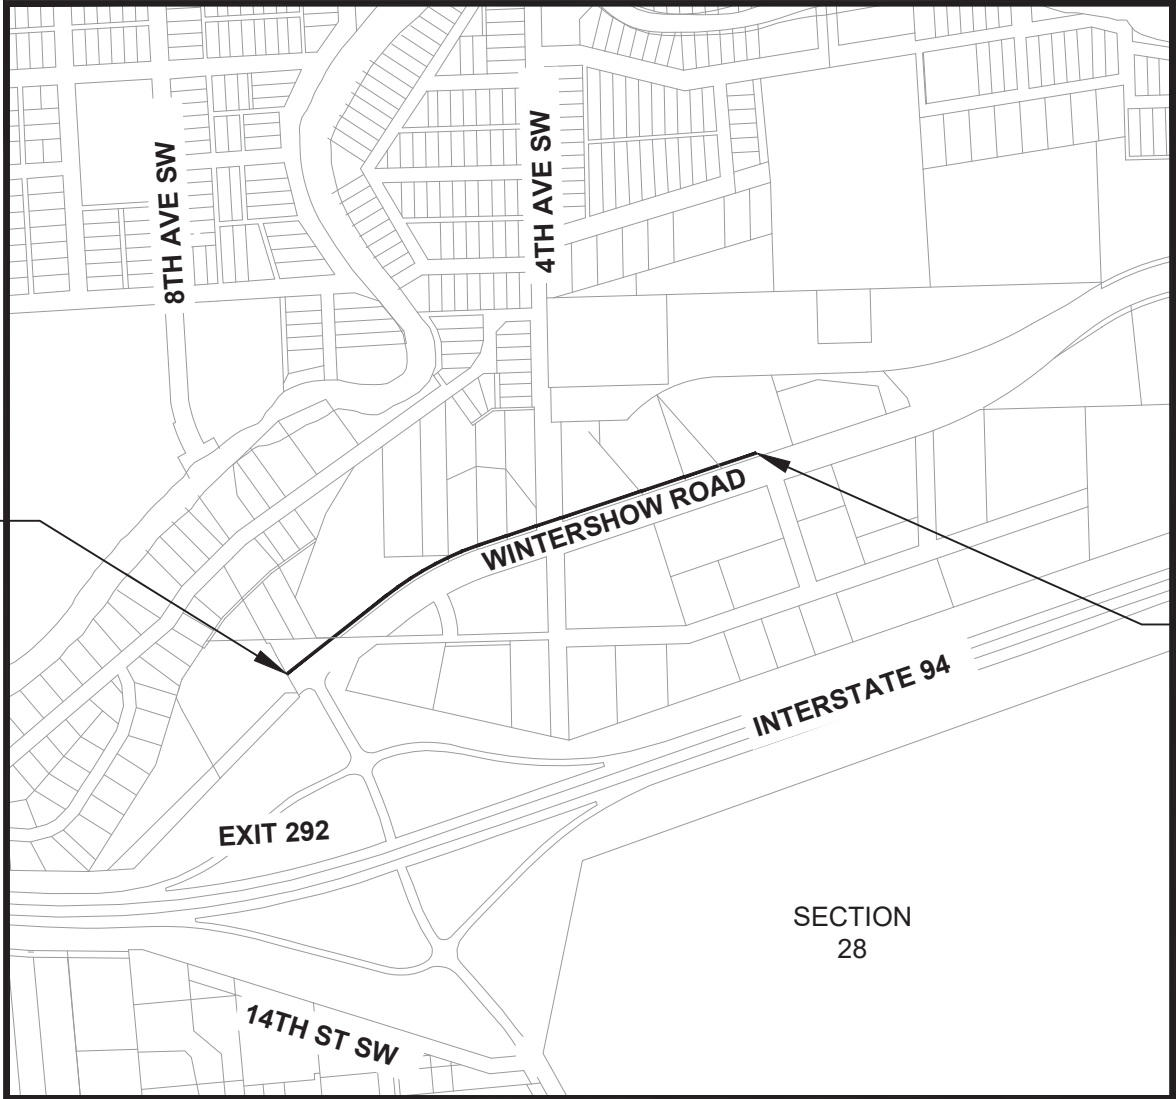 8TH AVE SW
4TH AVE SW
WINTERSHOW ROAD
INTERSTATE 94
EXIT 292
SECTION
28
14TH ST SW